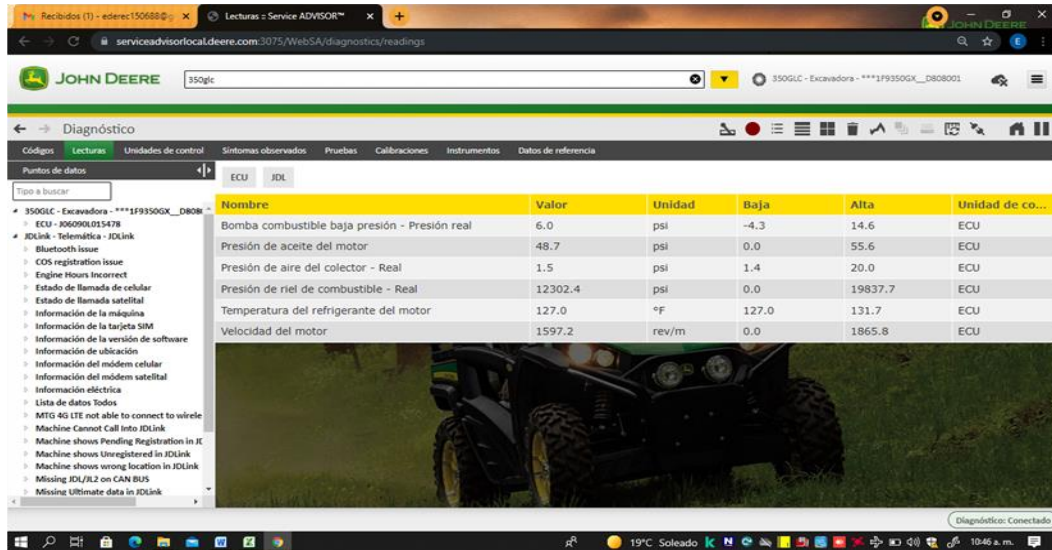 Recibidos (1) - ederec150688@g
Lecturas :: Service ADVISOR™
JOHN DEERE
serviceadvisorlocal.deere.com:3075/WebSA/diagnostics/readings
E
JOHN DEERE
350glc
350GLC - Excavadora - ***1F9350GX__D808001
Diagnóstico
Códigos Lecturas Unidades de control Síntomas observados Pruebas Calibraciones Instrumentos Datos de referencia
Puntos de datos
ECU JDL
Tipo a buscar
350GLC - Excavadora - ***1F9350GX__D808
ECU - J06090L015478
JDLink - Telemática - JDLink
Bluetooth issue
COS registration issue
Engine Hours Incorrect
Estado de llamada de celular
Estado de llamada satelital
Información de la máquina
Información de la tarjeta SIM
Información de la versión de software
Información de ubicación
Información del módem celular
Información del módem satelital
Información eléctrica
Lista de datos Todos
MTG 4G LTE not able to connect to wirele
Machine Cannot Call Into JDLink
Machine shows Pending Registration in JD
Machine shows Unregistered in JDLink
Machine shows wrong location in JDLink
Missing JDL/JL2 on CAN BUS
Missing Ultimate data in JDLink
Nombre Valor Unidad Baja Alta Unidad de co...
Bomba combustible baja presión - Presión real 6.0 psi -4.3 14.6 ECU
Presión de aceite del motor 48.7 psi 0.0 55.6 ECU
Presión de aire del colector - Real 1.5 psi 1.4 20.0 ECU
Presión de riel de combustible - Real 12302.4 psi 0.0 19837.7 ECU
Temperatura del refrigerante del motor 127.0 °F 127.0 131.7 ECU
Velocidad del motor 1597.2 rev/m 0.0 1865.8 ECU
Diagnóstico: Conectado
19°C Soleado
10:46 a. m.